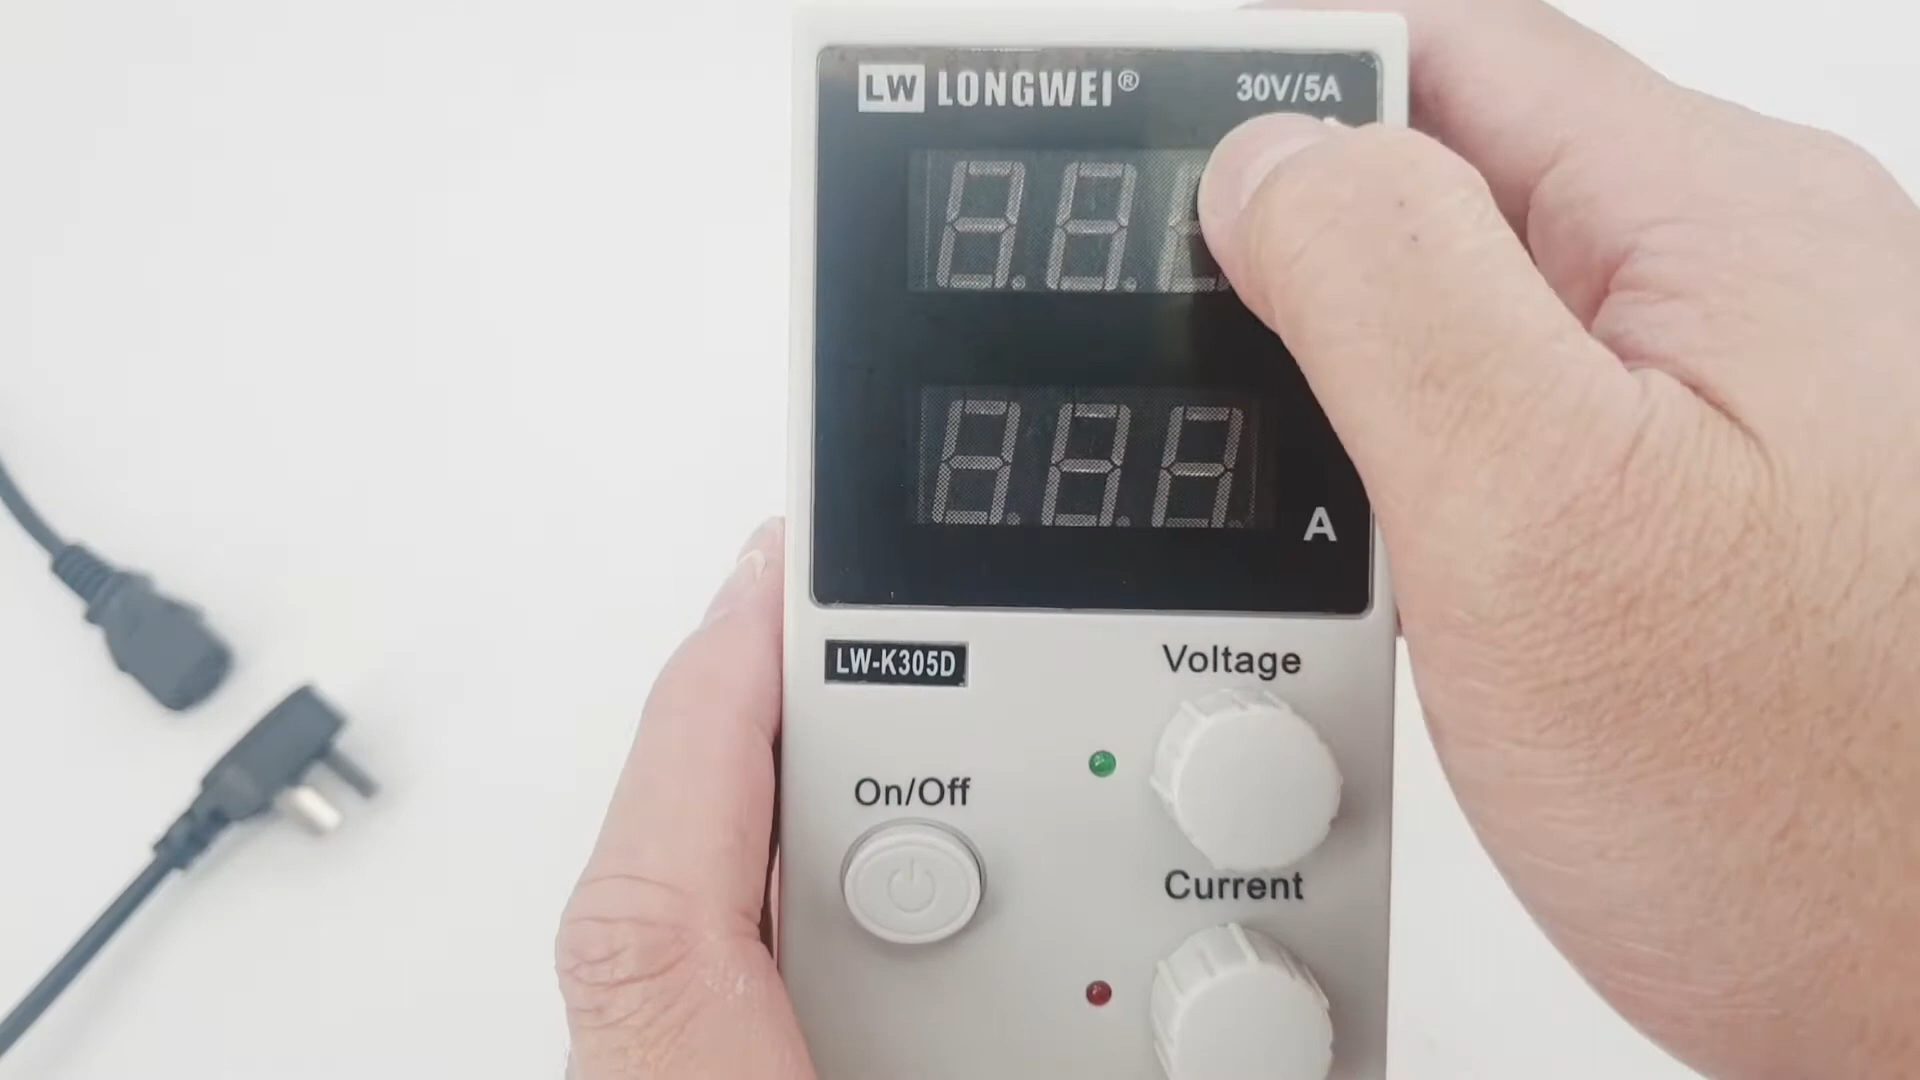 LW LONGWEI® 30V/5A
A
LW-K305D
Voltage
On/Off
Current